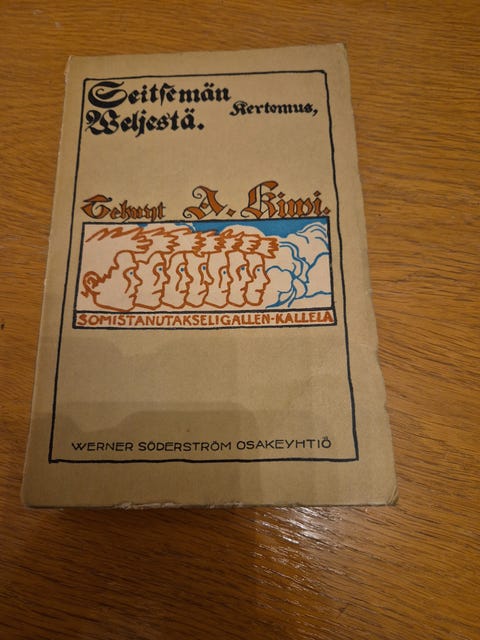 Seitsemän
Weljestä. Kertomus,
Tehnyt A. Kiwi.
SOMISTANUT AKSELI GALLEN-KALLELA
WERNER SÖDERSTRÖM OSAKEYHTIÖ